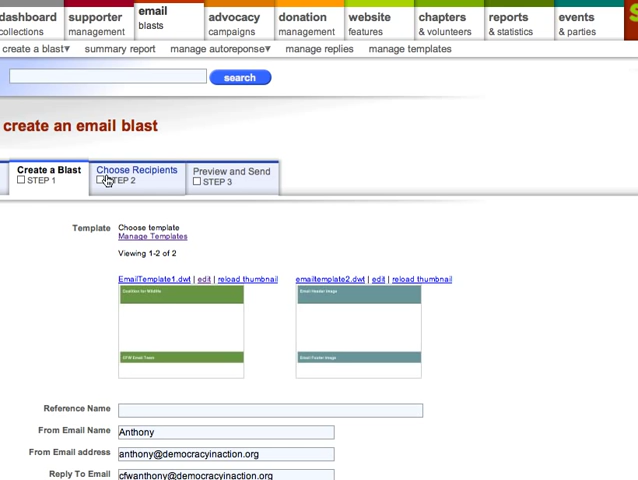 dashboard supporter email advocacy donation website chapters reports events
collections management blasts campaigns management features & volunteers & statistics & parties
create a blast▾ summary report manage autoreponse▾ manage replies manage templates
search
create an email blast
Create a Blast Choose Recipients Preview and Send
STEP 1 STEP 2 STEP 3
Template Choose template
Manage Templates
Viewing 1-2 of 2
EmailTemplate1.dwt | edit | reload thumbnail emailtemplate2.dwt | edit | reload thumbnail
Coalition for Wildlife Email Header Image
CFW Email Team Email Footer Image
Reference Name
From Email Name Anthony
From Email address anthony@democracyinaction.org
Reply To Email cfwanthony@democracyinaction.org